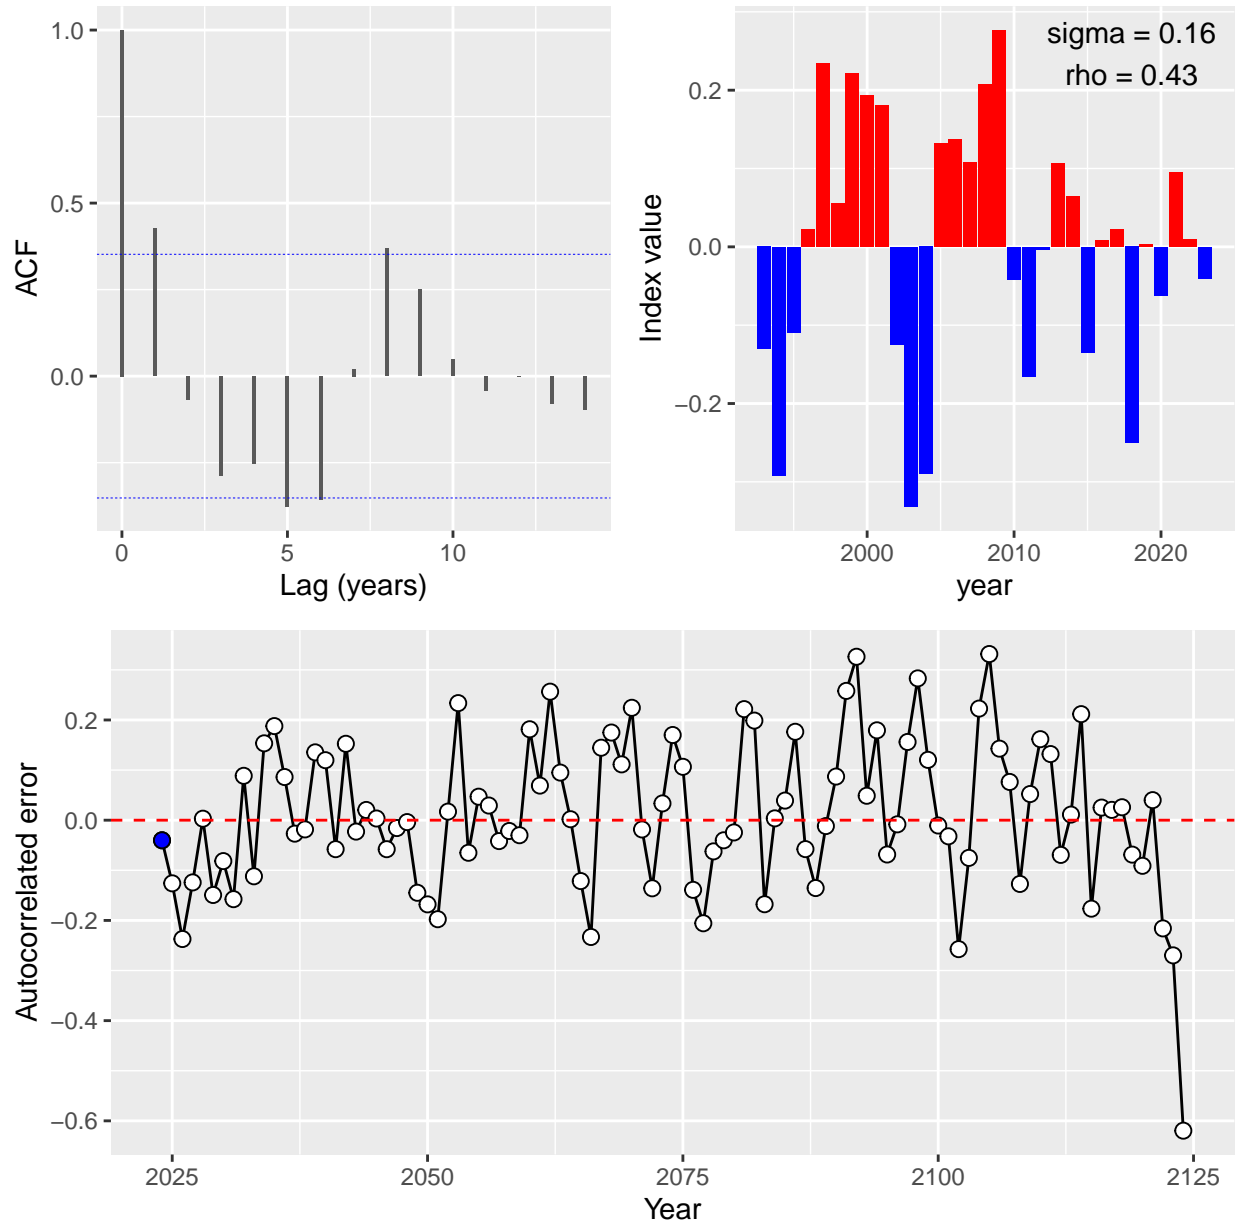 1.0
0.5
0.0
ACF
0
5
10
Lag (years)
sigma = 0.16
rho = 0.43
0.2
0.0
−0.2
Index value
2000
2010
2020
year
0.2
0.0
−0.2
−0.4
−0.6
Autocorrelated error
2025
2050
2075
2100
2125
Year